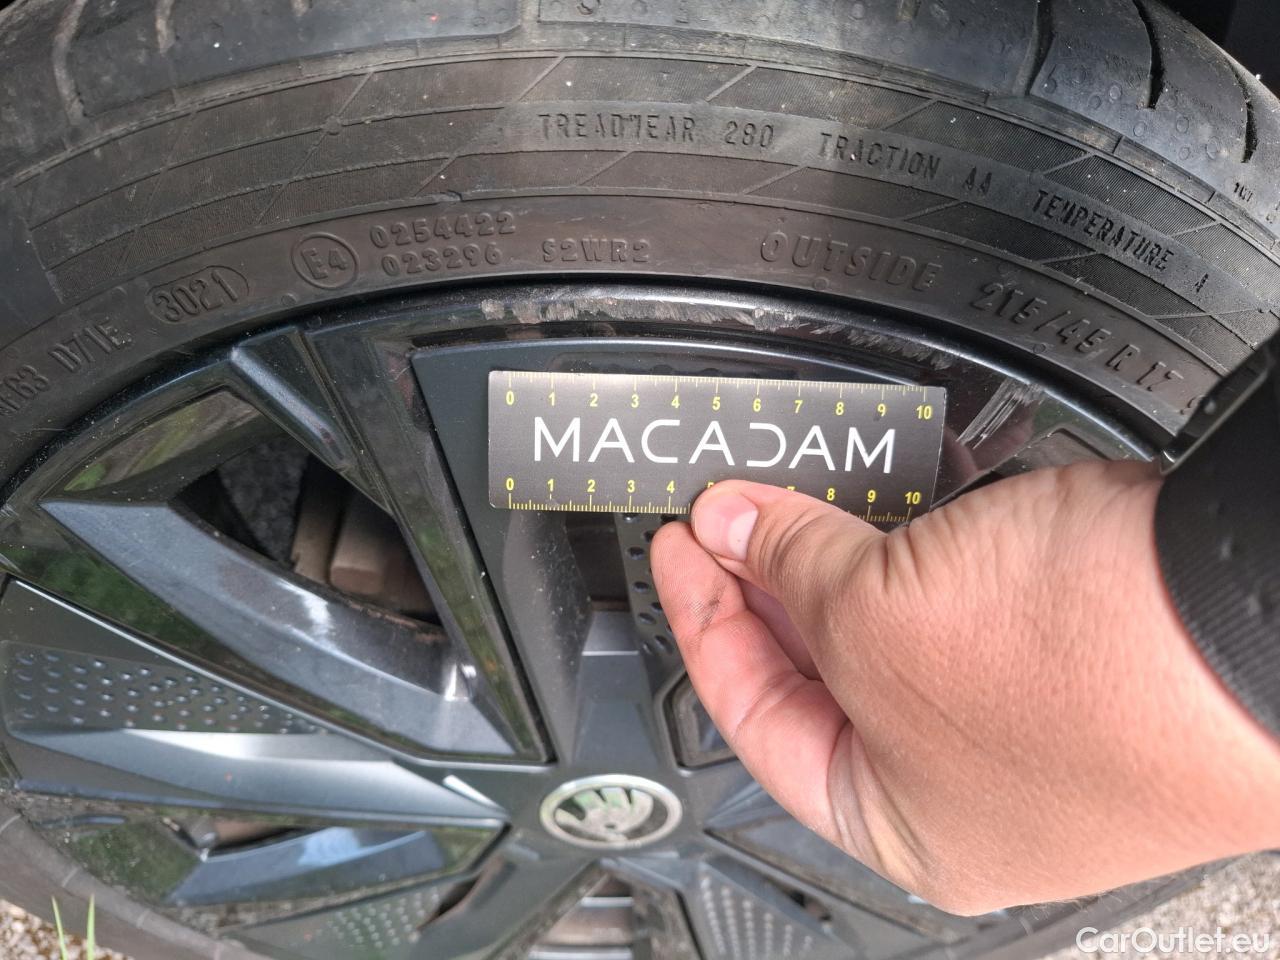 TREADWEAR 280 TRACTION AA TEMPERATURE A
E4
0254422
023296
S2WR2
OUTSIDE
215/45 R 17
3021
D71E
0 1 2 3 4 5 6 7 8 9 10
MACADAM
0 1 2 3 4 5 7 8 9 10
CarOutlet.eu